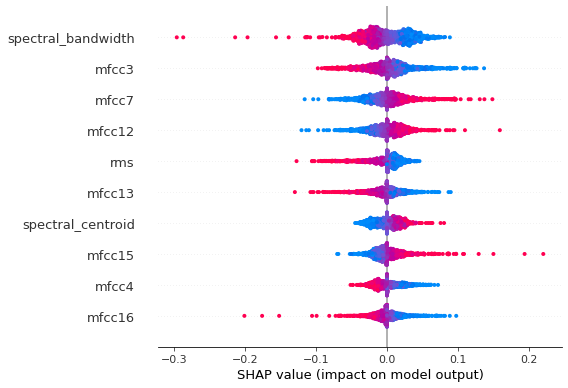 spectral_bandwidth
mfcc3
mfcc7
mfcc12
rms
mfcc13
spectral_centroid
mfcc15
mfcc4
mfcc16
−0.3 −0.2 −0.1 0.0 0.1 0.2
SHAP value (impact on model output)